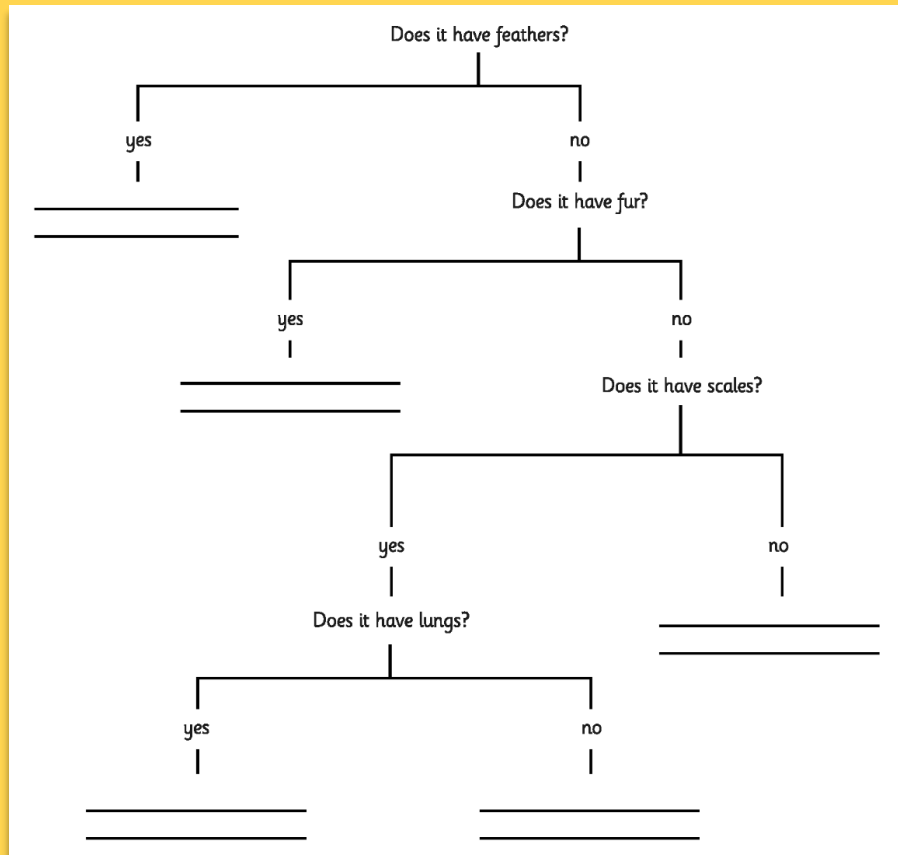 Does it have feathers?
yes
no
Does it have fur?
yes
no
Does it have scales?
yes
no
Does it have lungs?
yes
no